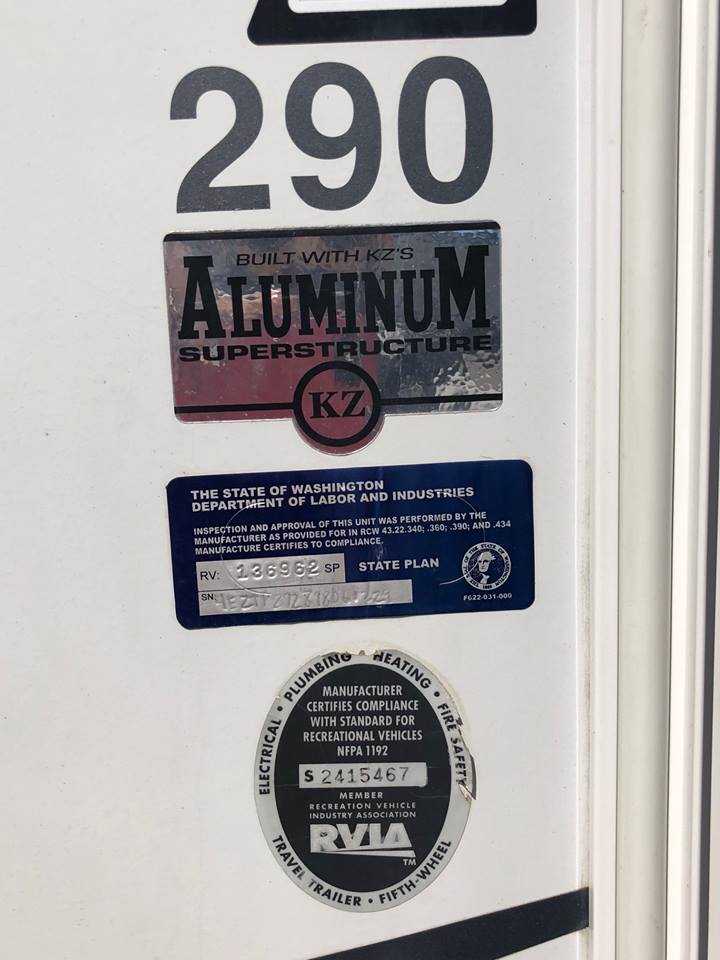 290
BUILT WITH KZ'S
ALUMINUM
SUPERSTRUCTURE
KZ
THE STATE OF WASHINGTON
DEPARTMENT OF LABOR AND INDUSTRIES
INSPECTION AND APPROVAL OF THIS UNIT WAS PERFORMED BY THE
MANUFACTURER AS PROVIDED FOR IN RCW 43.22.340; .360; .390; AND .434
MANUFACTURE CERTIFIES TO COMPLIANCE.
RV: 136962 SP STATE PLAN
SN:
F622-031-000
ELECTRICAL • PLUMBING • HEATING • FIRE SAFETY
MANUFACTURER
CERTIFIES COMPLIANCE
WITH STANDARD FOR
RECREATIONAL VEHICLES
NFPA 1192
S 2415467
MEMBER
RECREATION VEHICLE
INDUSTRY ASSOCIATION
RVIA
TM
TRAVEL TRAILER • FIFTH-WHEEL